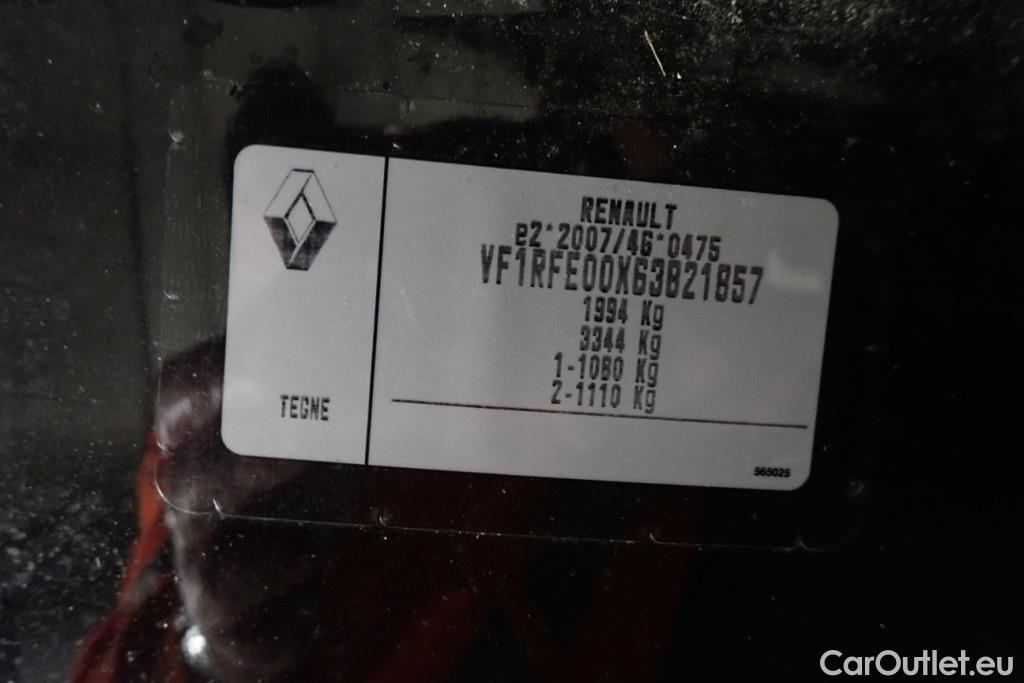 RENAULT
e2*2007/46*0475
VF1RFE00X63821857
1994 Kg
3344 Kg
1-1080 Kg
2-1110 Kg
TEGNE
565025
CarOutlet.eu